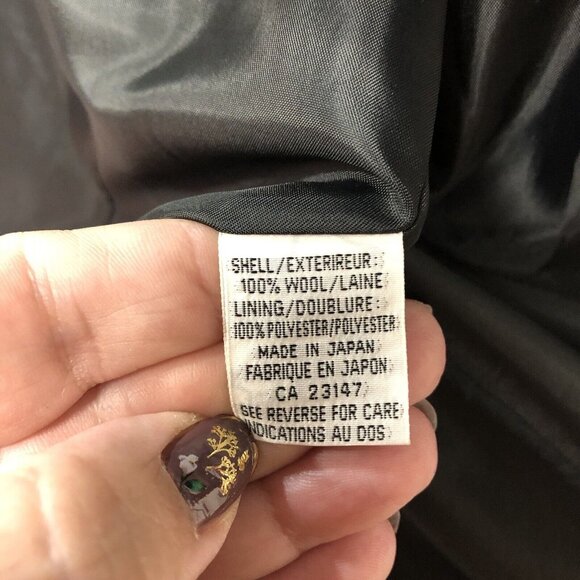 SHELL/EXTERIREUR:
100% WOOL/LAINE
LINING/DOUBLURE:
100% POLYESTER/POLYESTER
MADE IN JAPAN
FABRIQUE EN JAPON
CA 23147
SEE REVERSE FOR CARE
INDICATIONS AU DOS